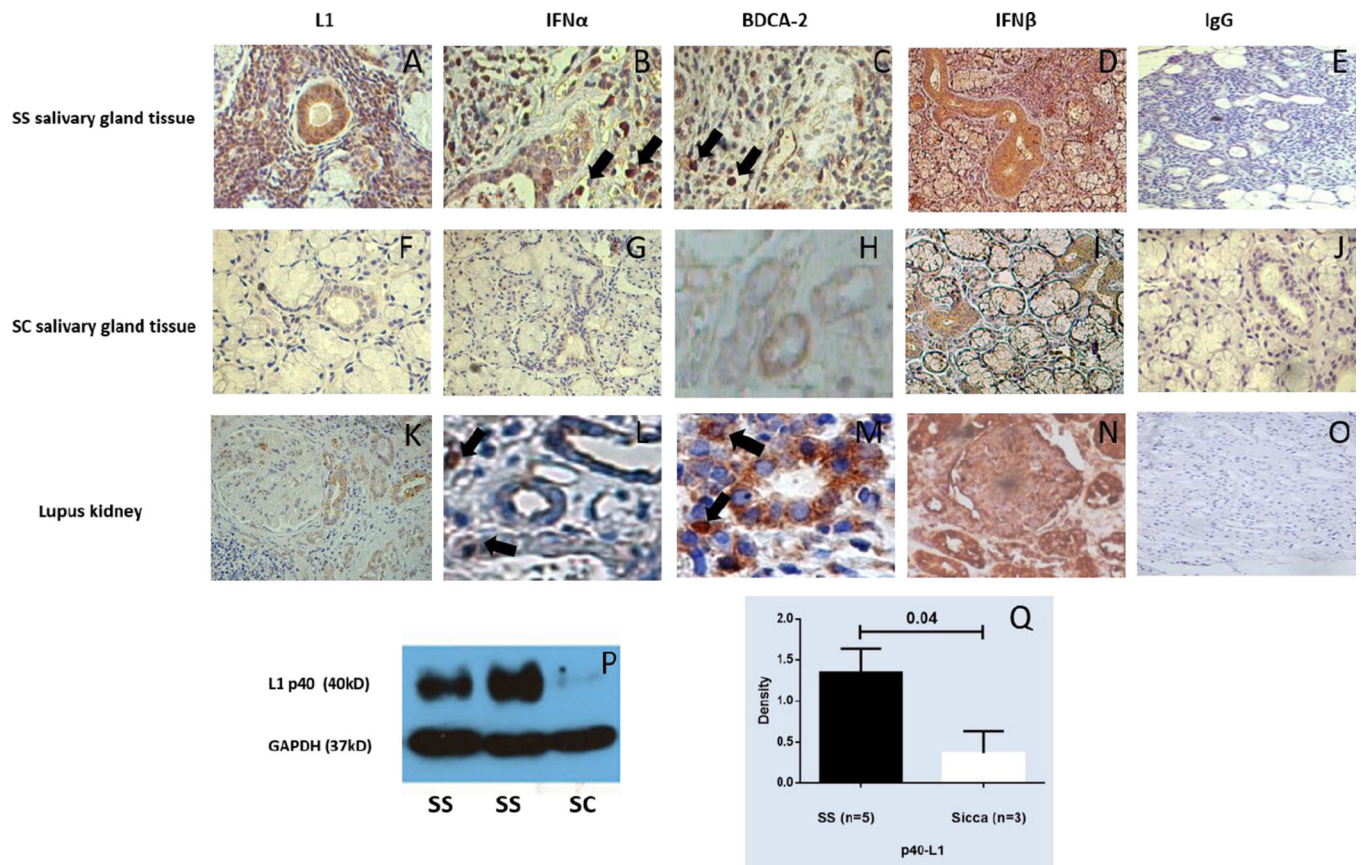 L1 IFNα BDCA-2 IFNβ IgG
SS salivary gland tissue A B C D E
SC salivary gland tissue F G H I J
Lupus kidney K L M N O
P
L1 p40 (40kD)
GAPDH (37kD)
SS SS SC
Q
0.04
2.0
1.5
1.0
0.5
0.0
Density
SS (n=5) Sicca (n=3)
p40-L1